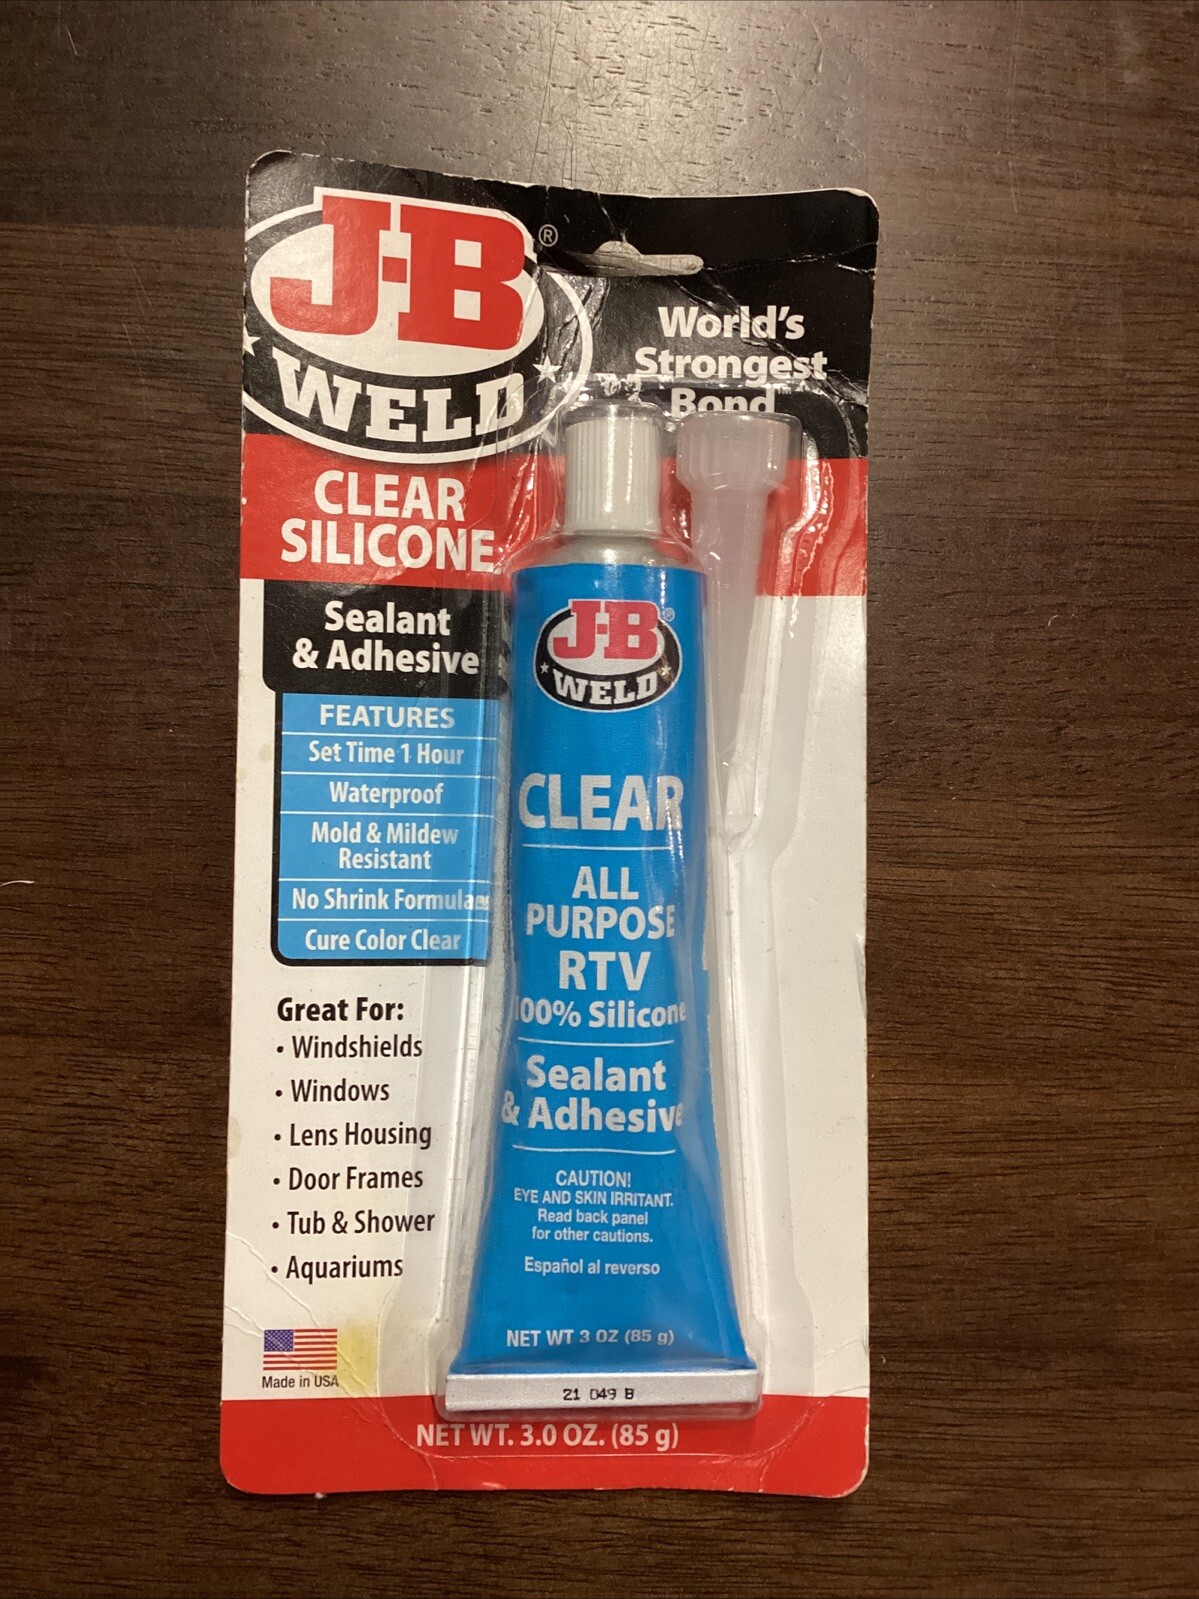 J-B
WELD
®
World's
Strongest
Bond™
CLEAR
SILICONE
Sealant
& Adhesive
FEATURES
Set Time 1 Hour
Waterproof
Mold & Mildew
Resistant
No Shrink Formula
Cure Color Clear
Great For:
• Windshields
• Windows
• Lens Housing
• Door Frames
• Tub & Shower
• Aquariums
Made in USA
J-B®
WELD
CLEAR
ALL
PURPOSE
RTV
100% Silicone
Sealant
& Adhesive
CAUTION!
EYE AND SKIN IRRITANT.
Read back panel
for other cautions.
Español al reverso
NET WT 3 OZ (85 g)
21 049 B
NET WT. 3.0 OZ. (85 g)